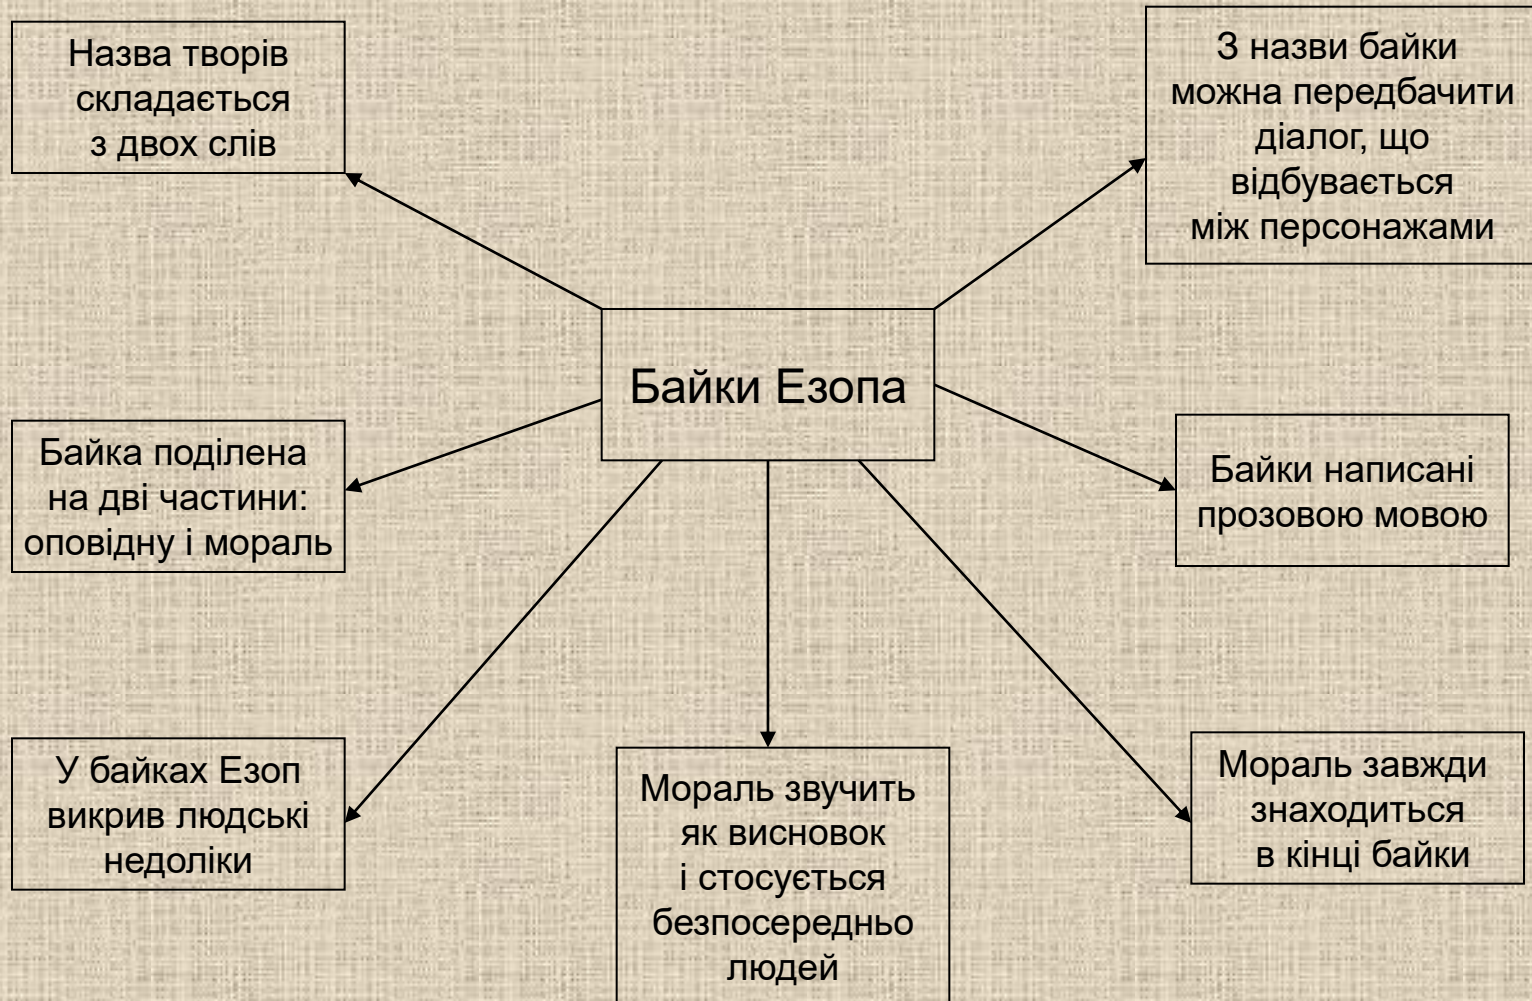 Назва творів
складається
з двох слів
З назви байки
можна передбачити
діалог, що
відбувається
між персонажами
Байки Езопа
Байка поділена
на дві частини:
оповідну і мораль
Байки написані
прозовою мовою
У байках Езоп
викрив людські
недоліки
Мораль звучить
як висновок
і стосується
безпосередньо
людей
Мораль завжди
знаходиться
в кінці байки